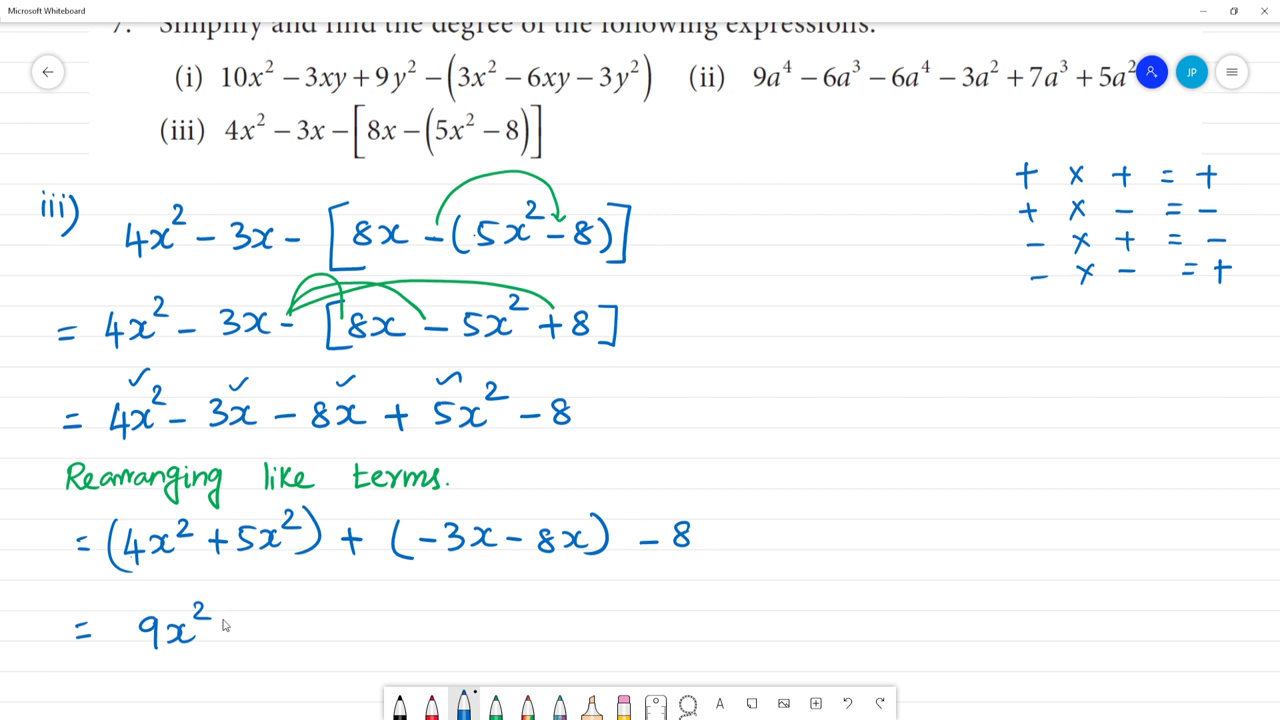 Microsoft Whiteboard
7. Simplify and find the degree of the following expressions.
(i) 10x² − 3xy + 9y² − (3x² − 6xy − 3y²) (ii) 9a⁴ − 6a³ − 6a⁴ − 3a² + 7a³ + 5a²
JP
(iii) 4x² − 3x − [8x − (5x² − 8)]
+ × + = +
+ × − = −
− × + = −
− × − = +
iii) 4x² − 3x − [8x − (5x² − 8)]
= 4x² − 3x − [8x − 5x² + 8]
= 4x² − 3x − 8x + 5x² − 8
Rearranging like terms.
= (4x² + 5x²) + (−3x − 8x) − 8
= 9x²
A